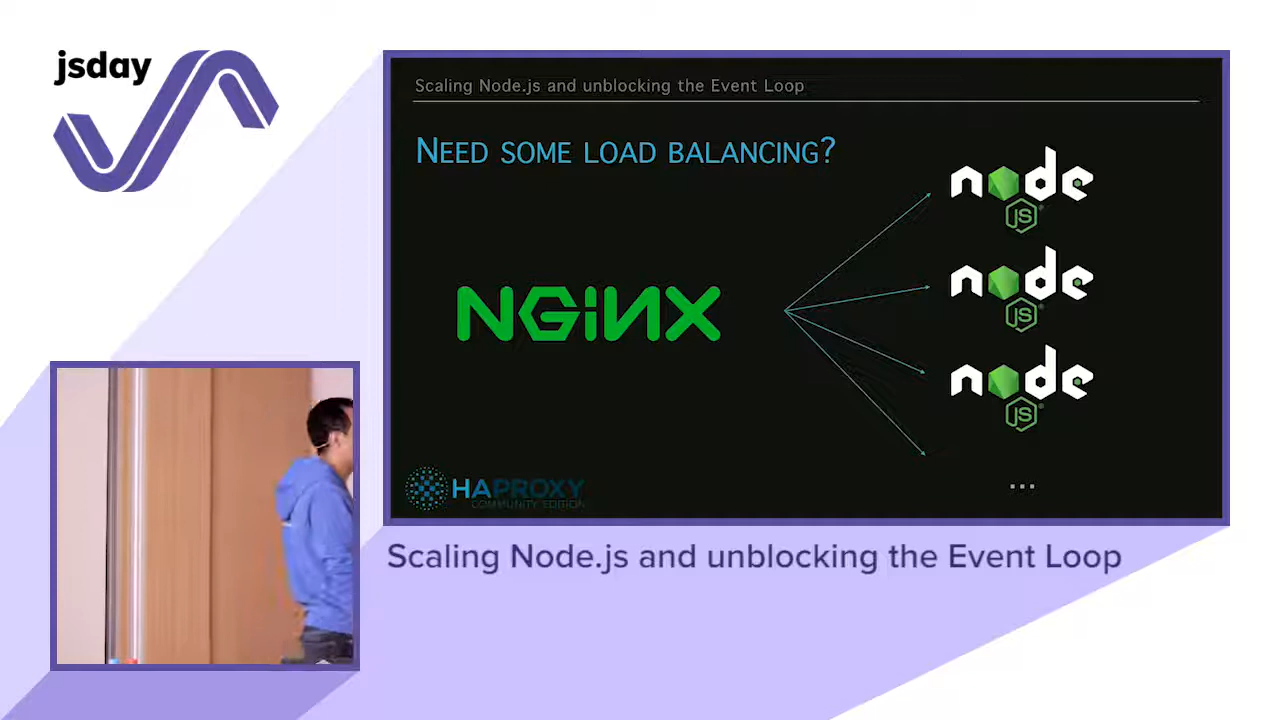 jsday
Scaling Node.js and unblocking the Event Loop
NEED SOME LOAD BALANCING?
node
JS
node
JS
NGINX
node
JS
HAPROXY
COMMUNITY EDITION
...
Scaling Node.js and unblocking the Event Loop